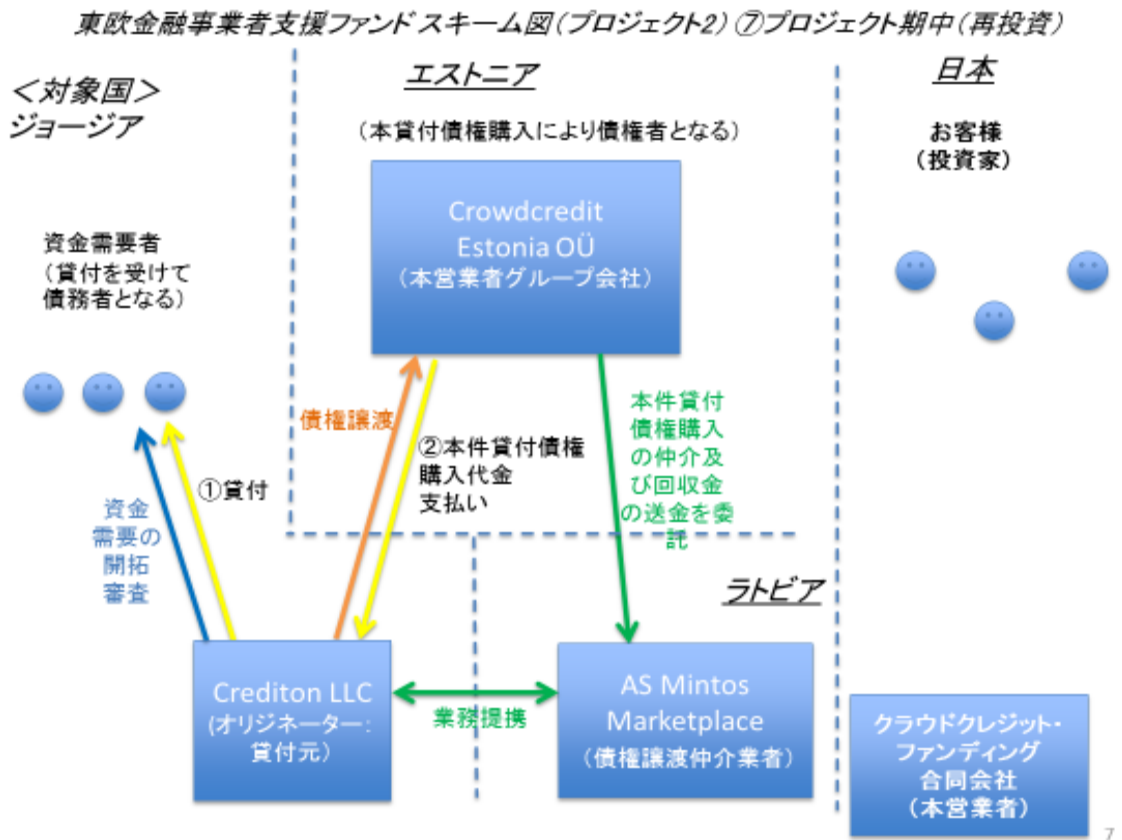 東欧金融事業者支援ファンド スキーム図(プロジェクト2) ⑦プロジェクト期中(再投資)
＜対象国＞
ジョージア
エストニア
日本
(本貸付債権購入により債権者となる)
お客様
(投資家)
Crowdcredit
Estonia OÜ
(本営業者グループ会社)
資金需要者
(貸付を受けて
債務者となる)
債権譲渡
②本件貸付債権
購入代金
支払い
本件貸付
債権購入
の仲介及
び回収金
の送金を委
託
①貸付
資金
需要の
開拓
審査
ラトビア
Crediton LLC
(オリジネーター:
貸付元)
業務提携
AS Mintos
Marketplace
(債権譲渡仲介業者)
クラウドクレジット・
ファンディング
合同会社
(本営業者)
7